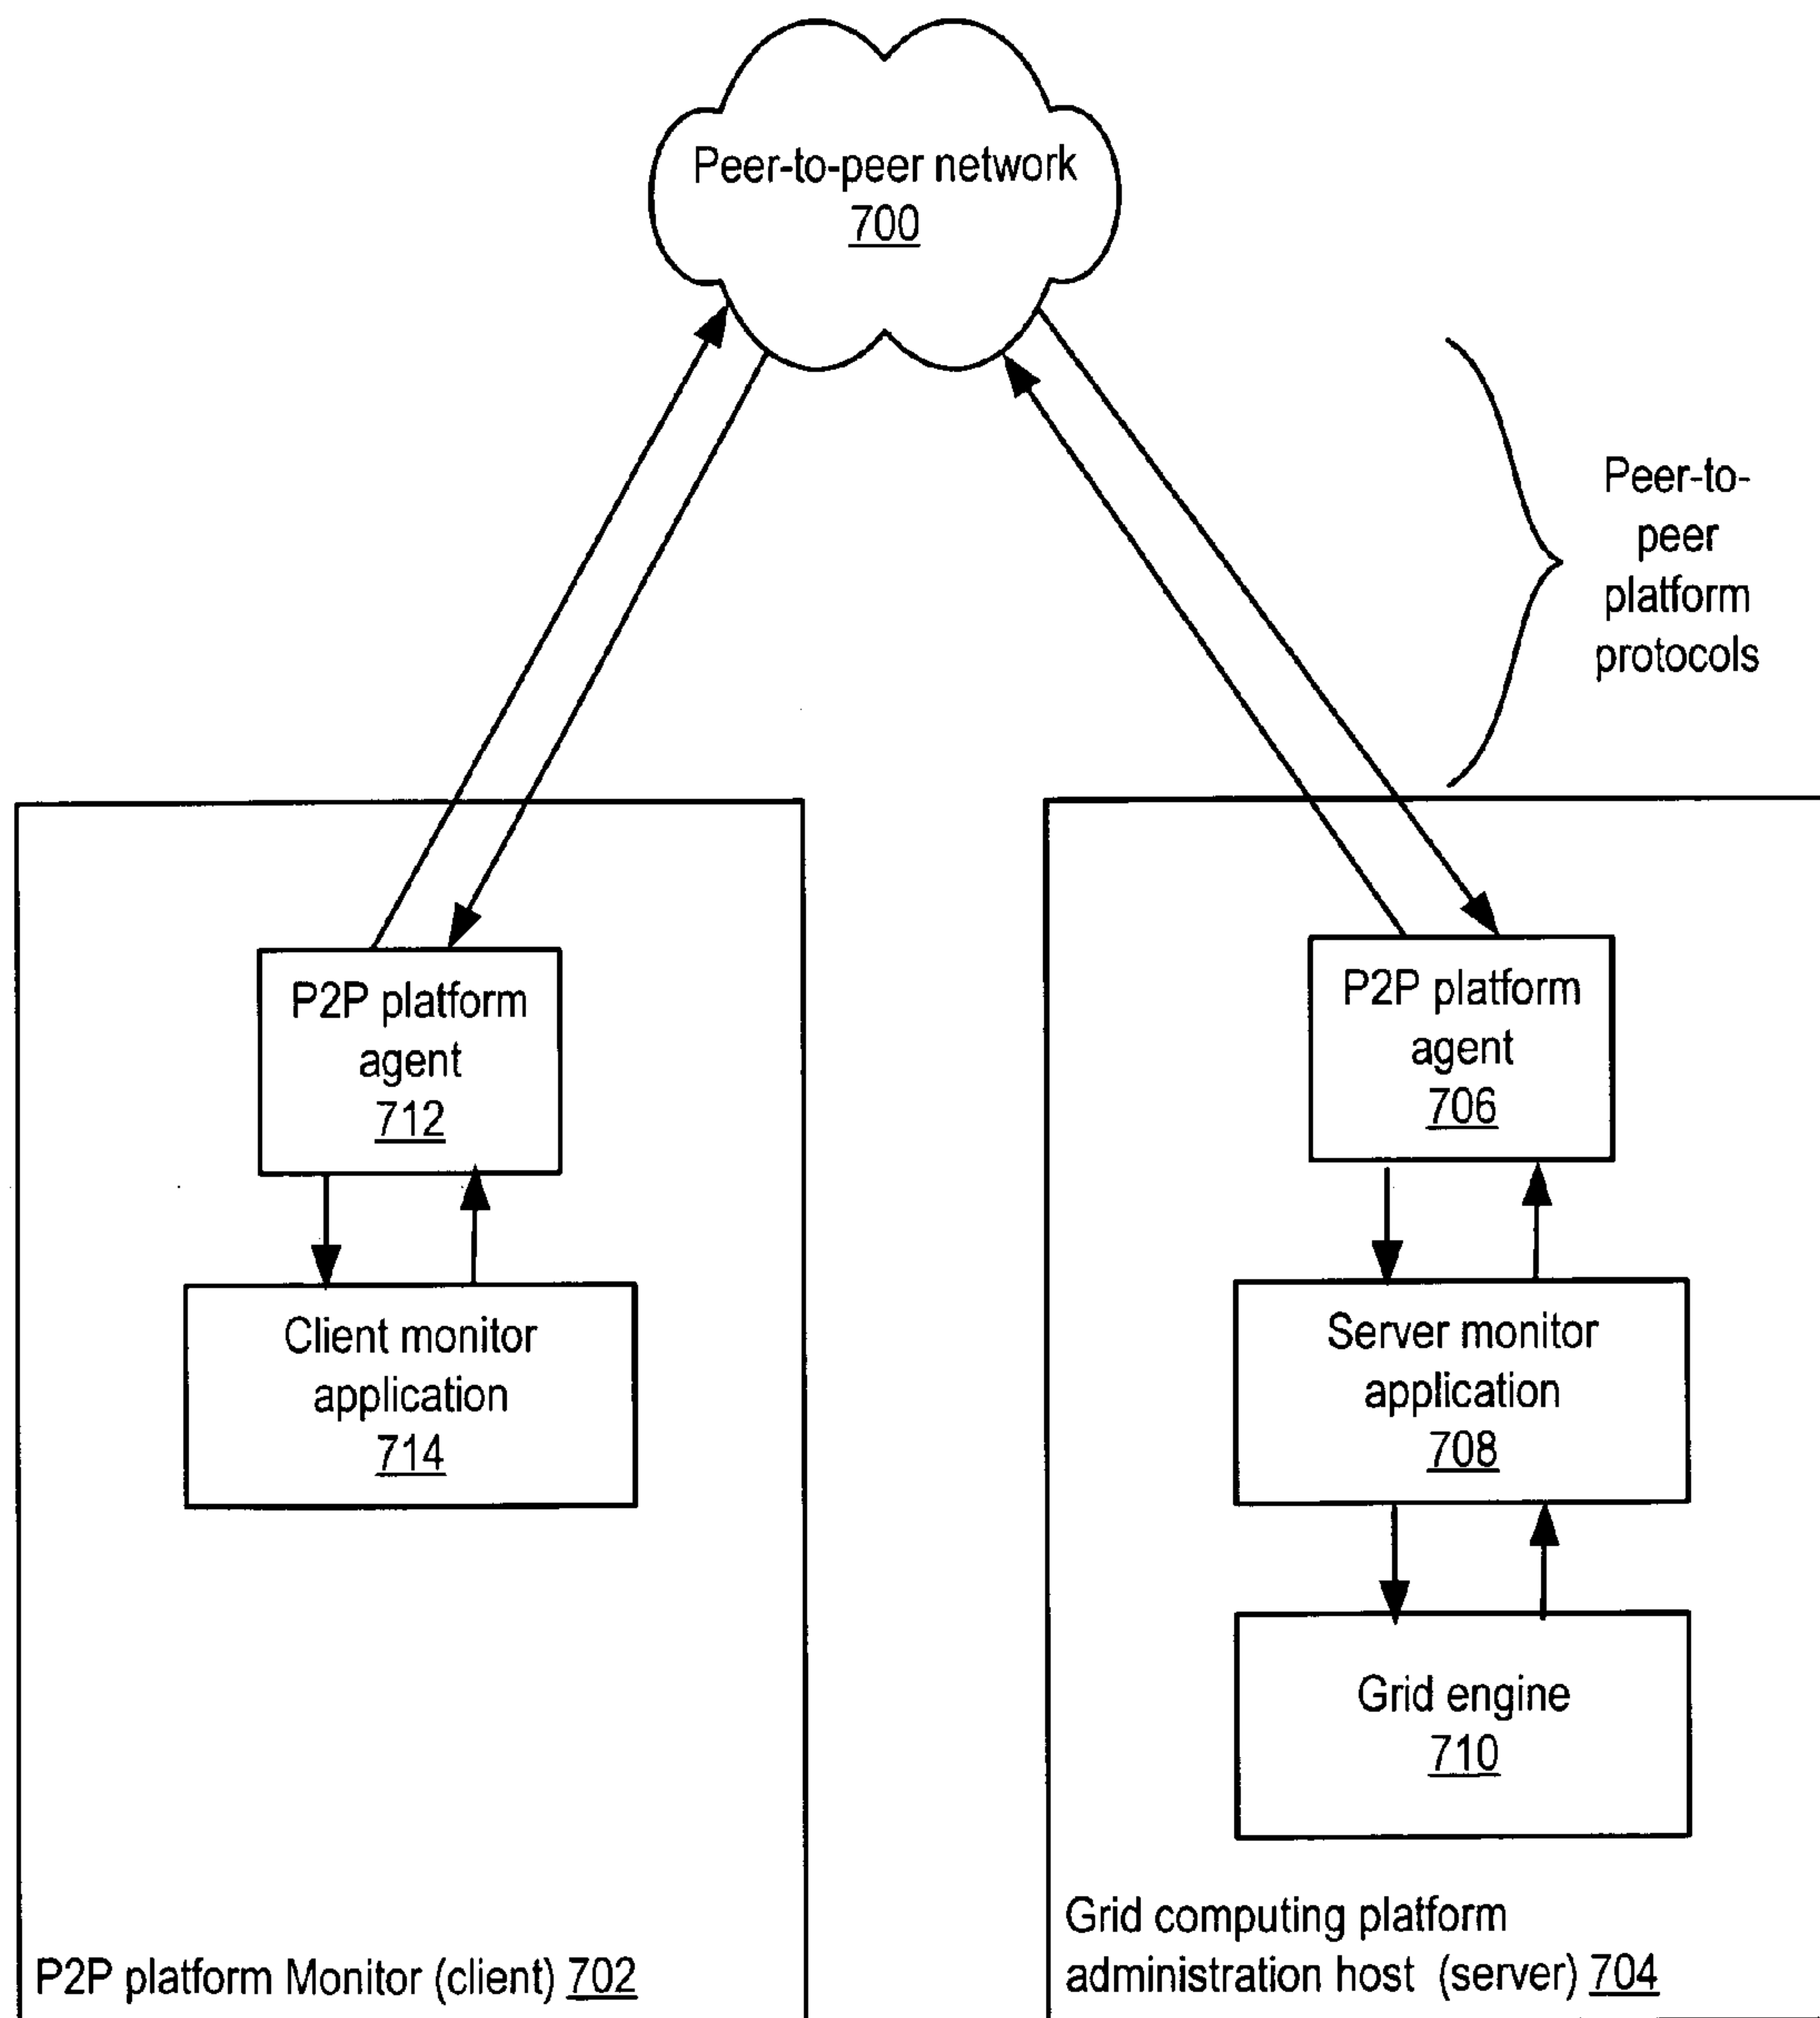 Peer-to-peer network
700
Peer-to-
peer
platform
protocols
P2P platform
agent
712
Client monitor
application
714
P2P platform Monitor (client) 702
P2P platform
agent
706
Server monitor
application
708
Grid engine
710
Grid computing platform
administration host (server) 704